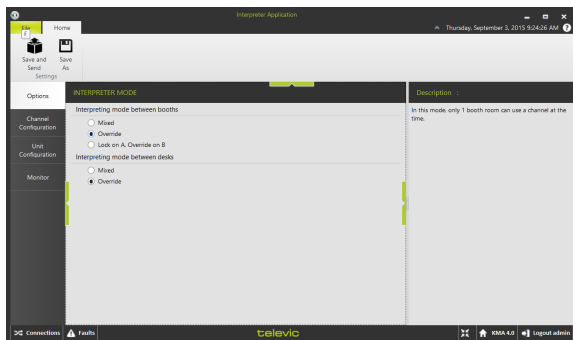 Interpreter Application
File
Home
F
Thursday, September 3, 2015 9:24:26 AM
?
Save and
Send
Save
As
Settings
Options
Channel
Configuration
Unit
Configuration
Monitor
INTERPRETER MODE
Interpreting mode between booths
Mixed
Override
Lock on A, Override on B
Interpreting mode between desks
Mixed
Override
Description :
In this mode, only 1 booth room can use a channel at the
time.
Connections
Faults
televic
KMA 4.0
Logout admin